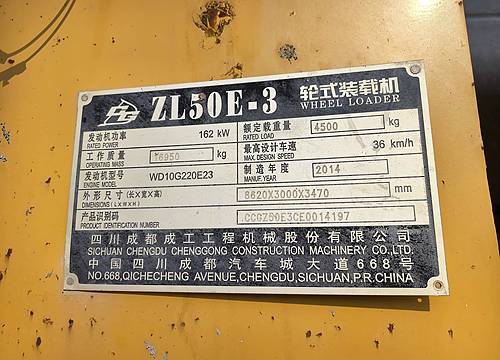 ZL50E-3 轮式装载机
WHEEL LOADER
发动机功率 162 kW 额定载重量 4500 kg
RATED POWER RATED LOAD
工作质量 16950 kg 最高设计车速 36 km/h
OPERATING MASS MAX. DESIGN SPEED
发动机型号 WD10G220E23 制造年度 2014
ENGINE MODEL YEAR
外形尺寸(长×宽×高) 8620X3000X3470 mm
DIMENSIONS(L×W×H)
产品识别码 CCGZ50E3CE0014197
PRODUCT IDENTIFICATION NUMBER
四川成都成工工程机械股份有限公司
SICHUAN CHENGDU CHENGGONG CONSTRUCTION MACHINERY CO.,LTD.
中国四川成都汽车城大道668号
NO.668,QICHECHENG AVENUE,CHENGDU,SICHUAN,P.R.CHINA